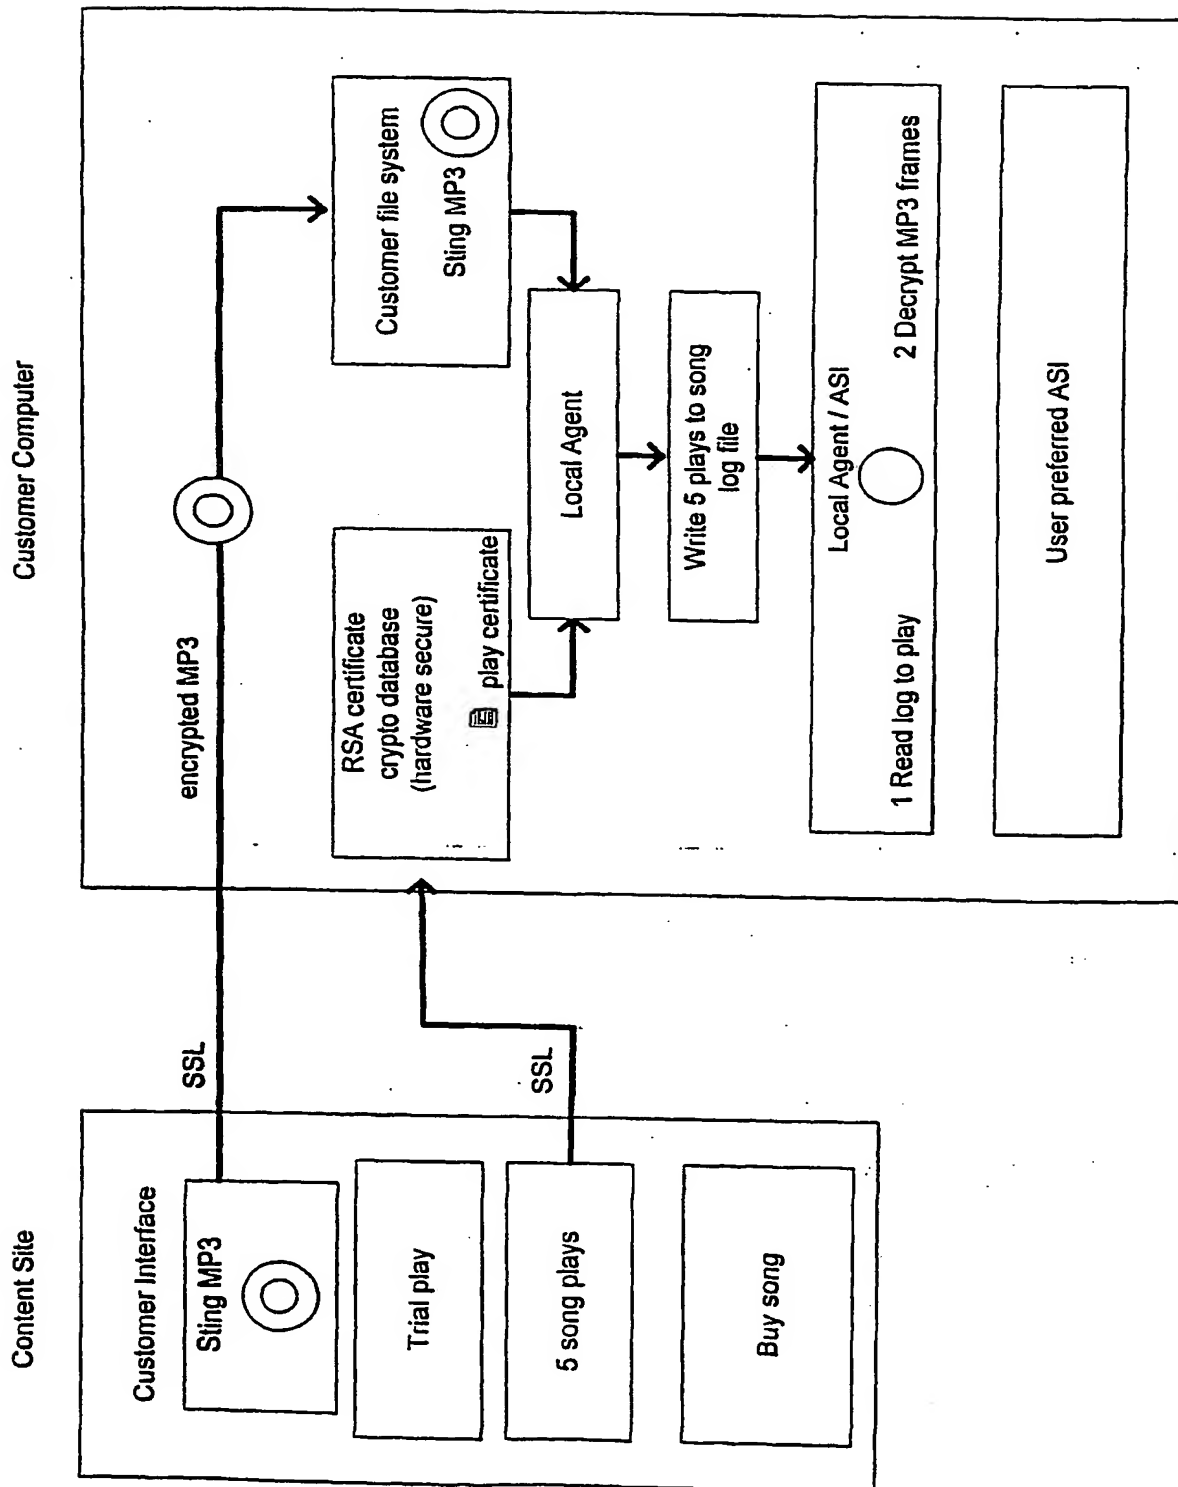 Content Site
Customer Computer
Customer Interface
Sting MP3
Trial play
5 song plays
Buy song
SSL
encrypted MP3
SSL
RSA certificate
crypto database
(hardware secure)
play certificate
Customer file system
Sting MP3
Local Agent
Write 5 plays to song
log file
Local Agent / ASI
1 Read log to play
2 Decrypt MP3 frames
User preferred ASI